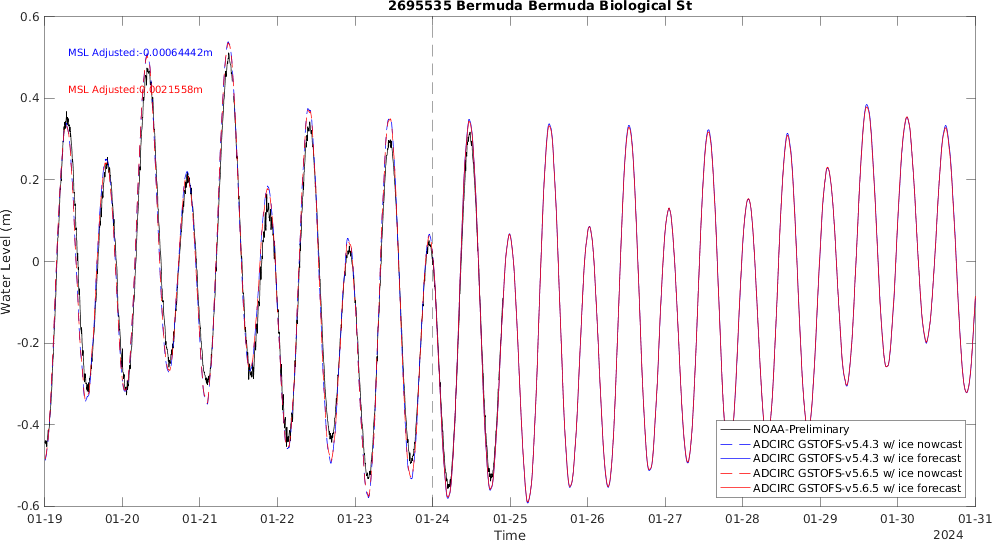 2695535 Bermuda Bermuda Biological St
MSL Adjusted:-0.00064442m
MSL Adjusted:0.0021558m
Water Level (m)
0.6
0.4
0.2
0
-0.2
-0.4
-0.6
NOAA-Preliminary
ADCIRC GSTOFS-v5.4.3 w/ ice nowcast
ADCIRC GSTOFS-v5.4.3 w/ ice forecast
ADCIRC GSTOFS-v5.6.5 w/ ice nowcast
ADCIRC GSTOFS-v5.6.5 w/ ice forecast
01-19 01-20 01-21 01-22 01-23 01-24 01-25 01-26 01-27 01-28 01-29 01-30 01-31
Time
2024